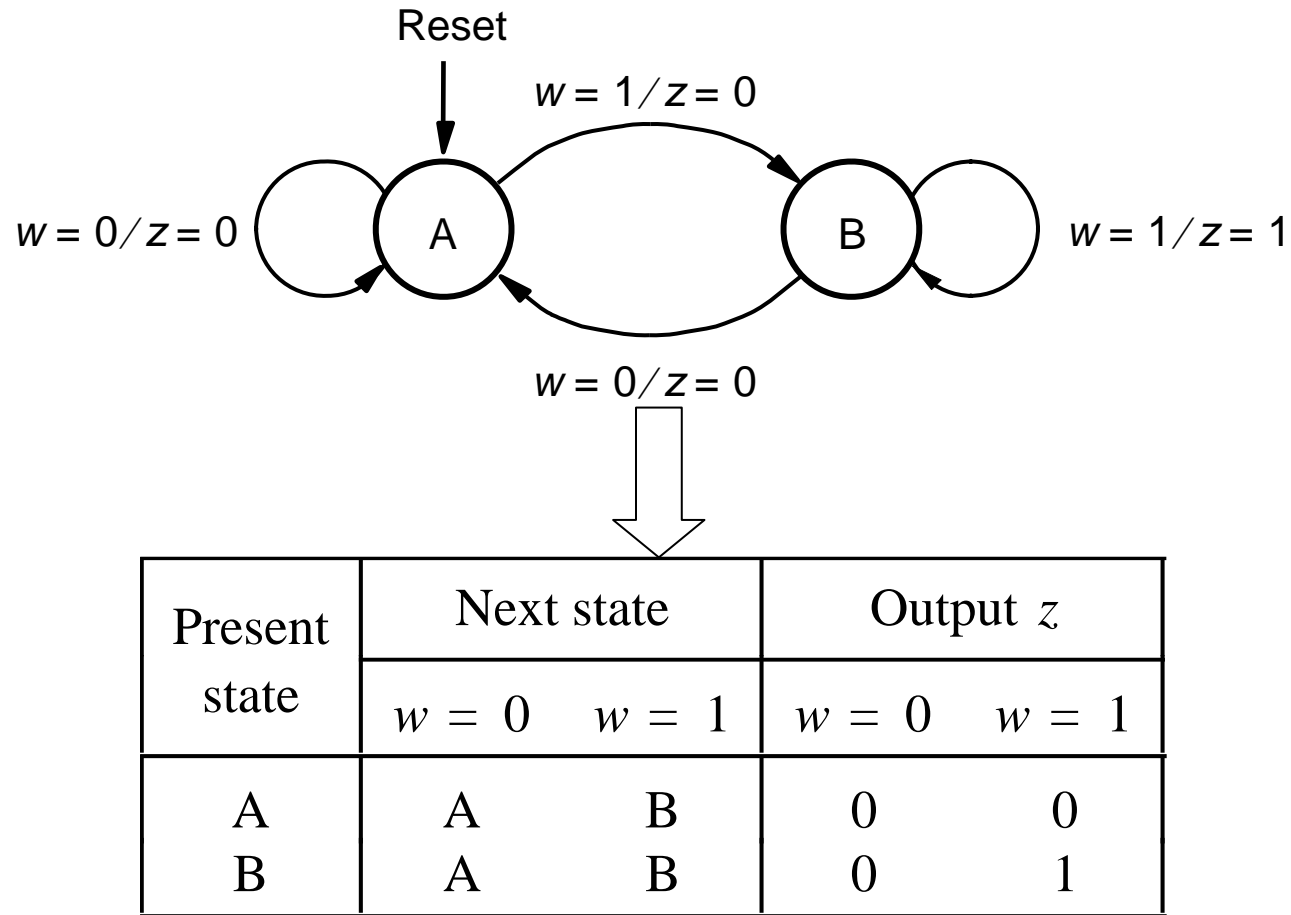 Reset
w = 1/z = 0
w = 0/z = 0
A
B
w = 1/z = 1
w = 0/z = 0
Present state
Next state
Output z
w = 0 w = 1 w = 0 w = 1
A A B 0 0
B A B 0 1